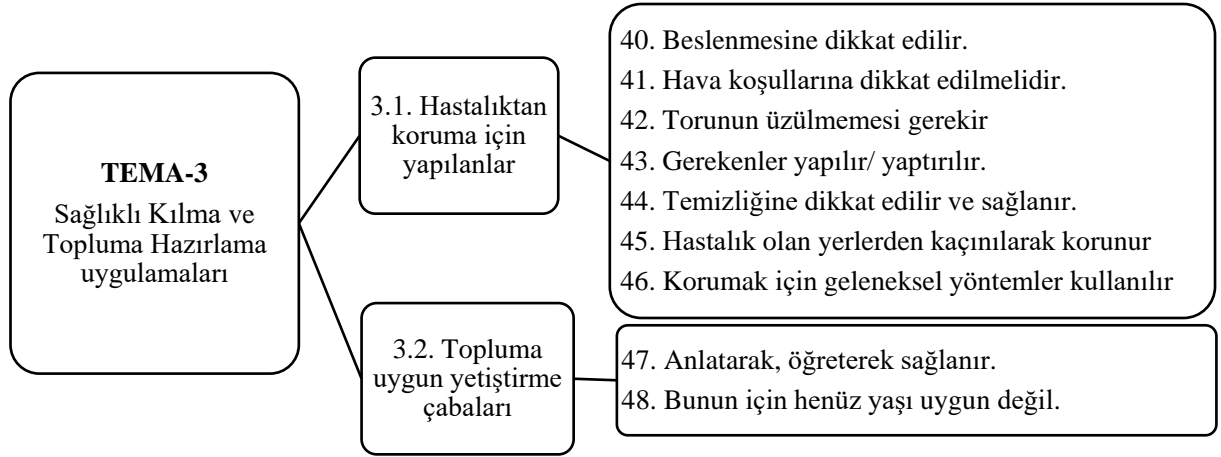 TEMA-3
Sağlıklı Kılma ve
Topluma Hazırlama
uygulamaları
3.1. Hastalıktan
koruma için
yapılanlar
40. Beslenmesine dikkat edilir.
41. Hava koşullarına dikkat edilmelidir.
42. Torunun üzülmemesi gerekir
43. Gerekenler yapılır/ yaptırılır.
44. Temizliğine dikkat edilir ve sağlanır.
45. Hastalık olan yerlerden kaçınılarak korunur
46. Korumak için geleneksel yöntemler kullanılır
3.2. Topluma
uygun yetiştirme
çabaları
47. Anlatarak, öğreterek sağlanır.
48. Bunun için henüz yaşı uygun değil.